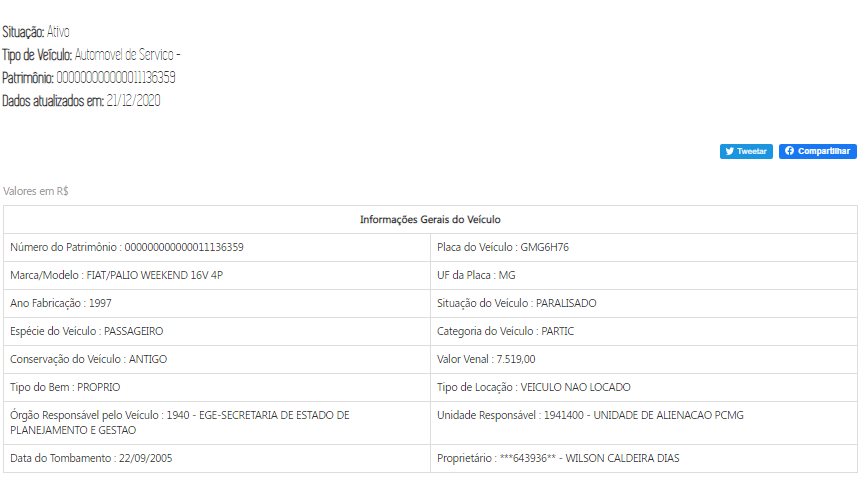 Situação: Ativo
Tipo de Veículo: Automovel de Servico -
Patrimônio: 000000000000011136359
Dados atualizados em: 21/12/2020
Tweetar
Compartilhar
Valores em R$
Informações Gerais do Veículo
Número do Patrimônio : 000000000000011136359
Placa do Veículo : GMG6H76
Marca/Modelo : FIAT/PALIO WEEKEND 16V 4P
UF da Placa : MG
Ano Fabricação : 1997
Situação do Veículo : PARALISADO
Espécie do Veículo : PASSAGEIRO
Categoria do Veículo : PARTIC
Conservação do Veículo : ANTIGO
Valor Venal : 7.519,00
Tipo do Bem : PROPRIO
Tipo de Locação : VEICULO NAO LOCADO
Órgão Responsável pelo Veículo : 1940 - EGE-SECRETARIA DE ESTADO DE
PLANEJAMENTO E GESTAO
Unidade Responsável : 1941400 - UNIDADE DE ALIENACAO PCMG
Data do Tombamento : 22/09/2005
Proprietário : ***643936** - WILSON CALDEIRA DIAS